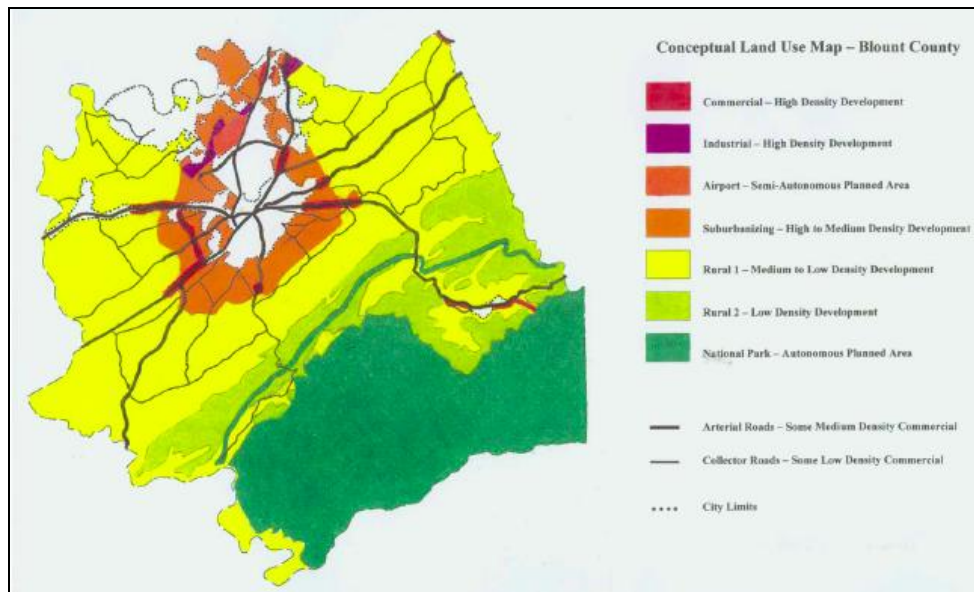 Conceptual Land Use Map – Blount County
Commercial – High Density Development
Industrial – High Density Development
Airport – Semi-Autonomous Planned Area
Suburbanizing – High to Medium Density Development
Rural 1 – Medium to Low Density Development
Rural 2 – Low Density Development
National Park – Autonomous Planned Area
Arterial Roads – Some Medium Density Commercial
Collector Roads – Some Low Density Commercial
City Limits